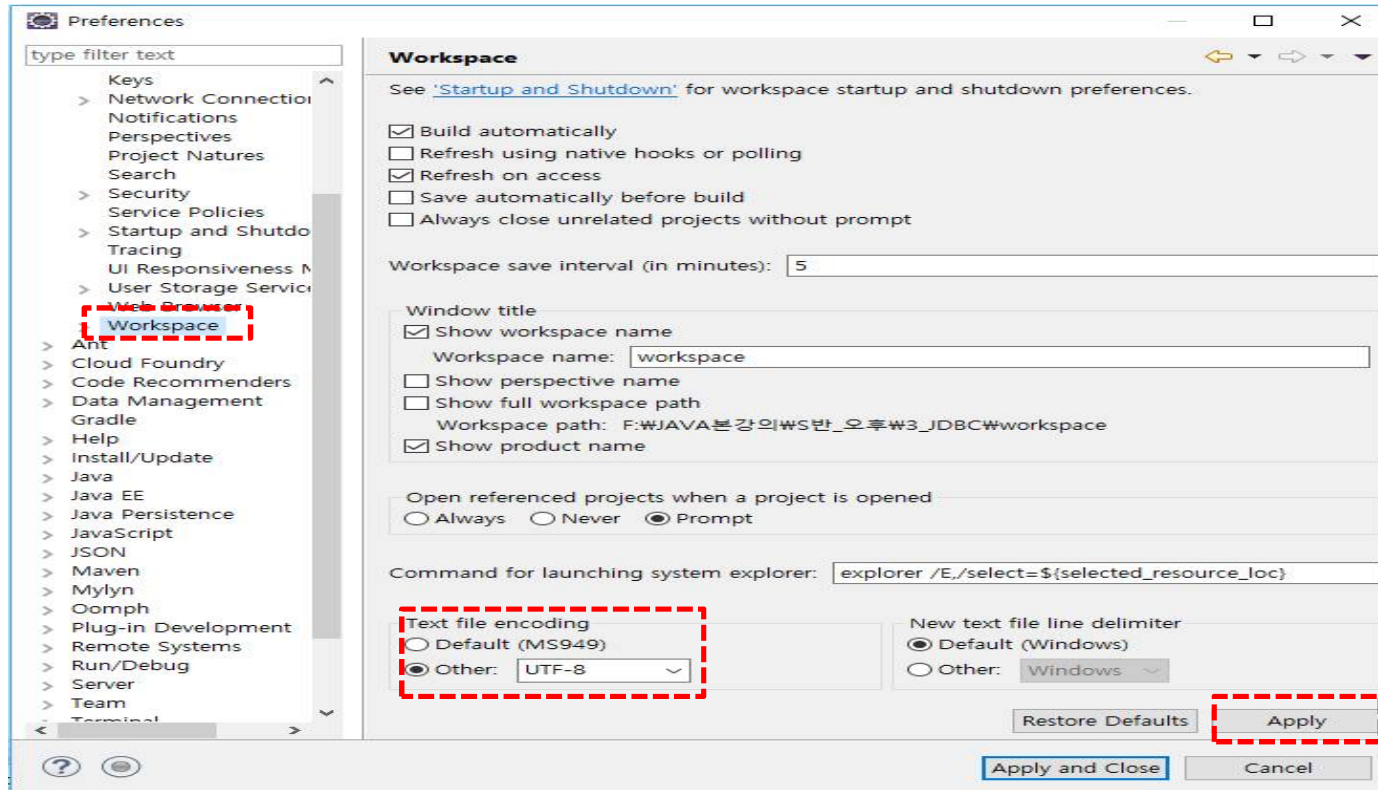 Preferences
type filter text
Keys
Network Connection
Notifications
Perspectives
Project Natures
Search
Security
Service Policies
Startup and Shutdo
Tracing
UI Responsiveness M
User Storage Servic
Web Browser
Workspace
Ant
Cloud Foundry
Code Recommenders
Data Management
Gradle
Help
Install/Update
Java
Java EE
Java Persistence
JavaScript
JSON
Maven
Mylyn
Oomph
Plug-in Development
Remote Systems
Run/Debug
Server
Team
Terminal
Workspace
See 'Startup and Shutdown' for workspace startup and shutdown preferences.
Build automatically
Refresh using native hooks or polling
Refresh on access
Save automatically before build
Always close unrelated projects without prompt
Workspace save interval (in minutes): 5
Window title
Show workspace name
Workspace name: workspace
Show perspective name
Show full workspace path
Workspace path: F:₩JAVA본강의₩S반_오후₩3_JDBC₩workspace
Show product name
Open referenced projects when a project is opened
Always Never Prompt
Command for launching system explorer: explorer /E,/select=${selected_resource_loc}
Text file encoding
Default (MS949)
Other: UTF-8
New text file line delimiter
Default (Windows)
Other: Windows
Restore Defaults Apply
Apply and Close Cancel